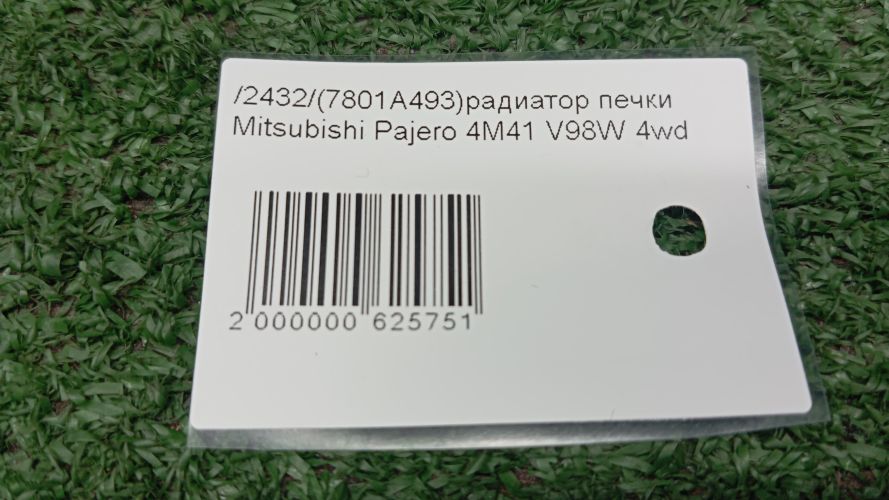 /2432/(7801A493)радиатор печки
Mitsubishi Pajero 4M41 V98W 4wd
2 000000 625751